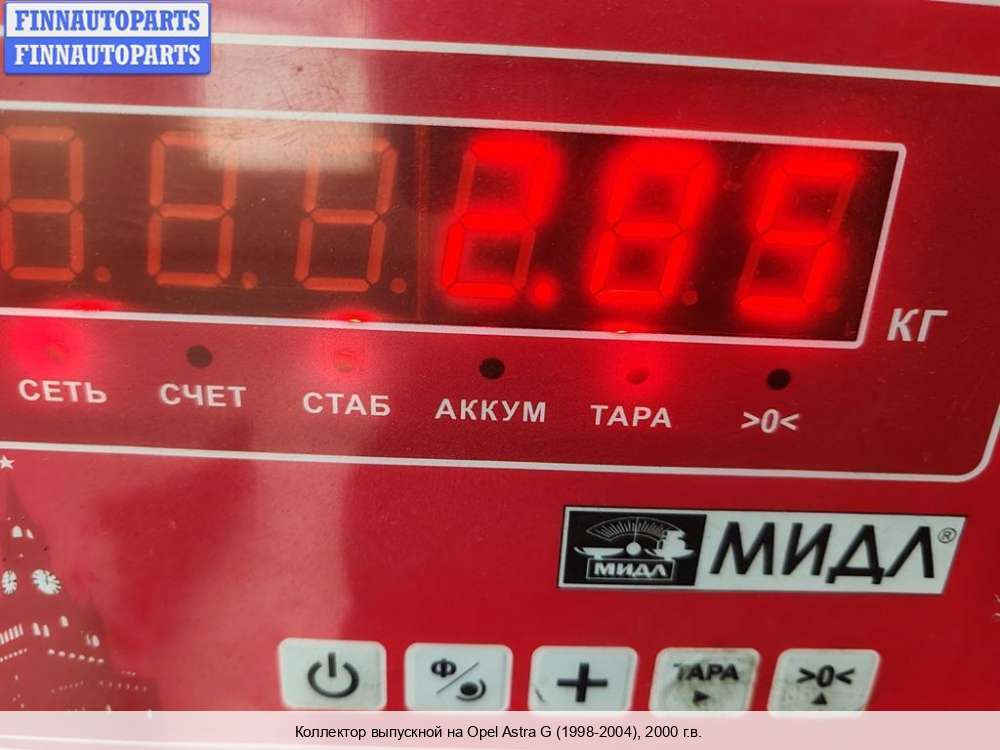 FINNAUTOPARTS
FINNAUTOPARTS
2.85
КГ
СЕТЬ СЧЕТ СТАБ АККУМ ТАРА >0<
МИДЛ МИДЛ®
Ф ТАРА >0<
Коллектор выпускной на Opel Astra G (1998-2004), 2000 г.в.